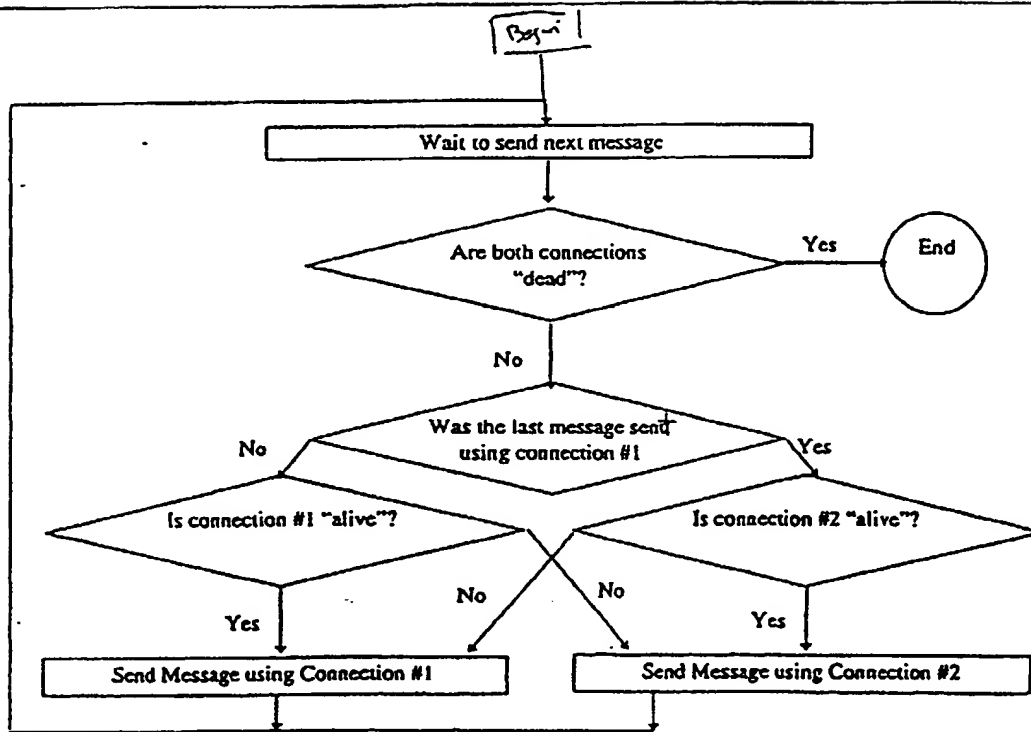 Begin
Wait to send next message
Are both connections
"dead"?
Yes
End
No
Was the last message send
using connection #1
No
Yes
Is connection #1 "alive"?
Is connection #2 "alive"?
No
No
Yes
Yes
Send Message using Connection #1
Send Message using Connection #2